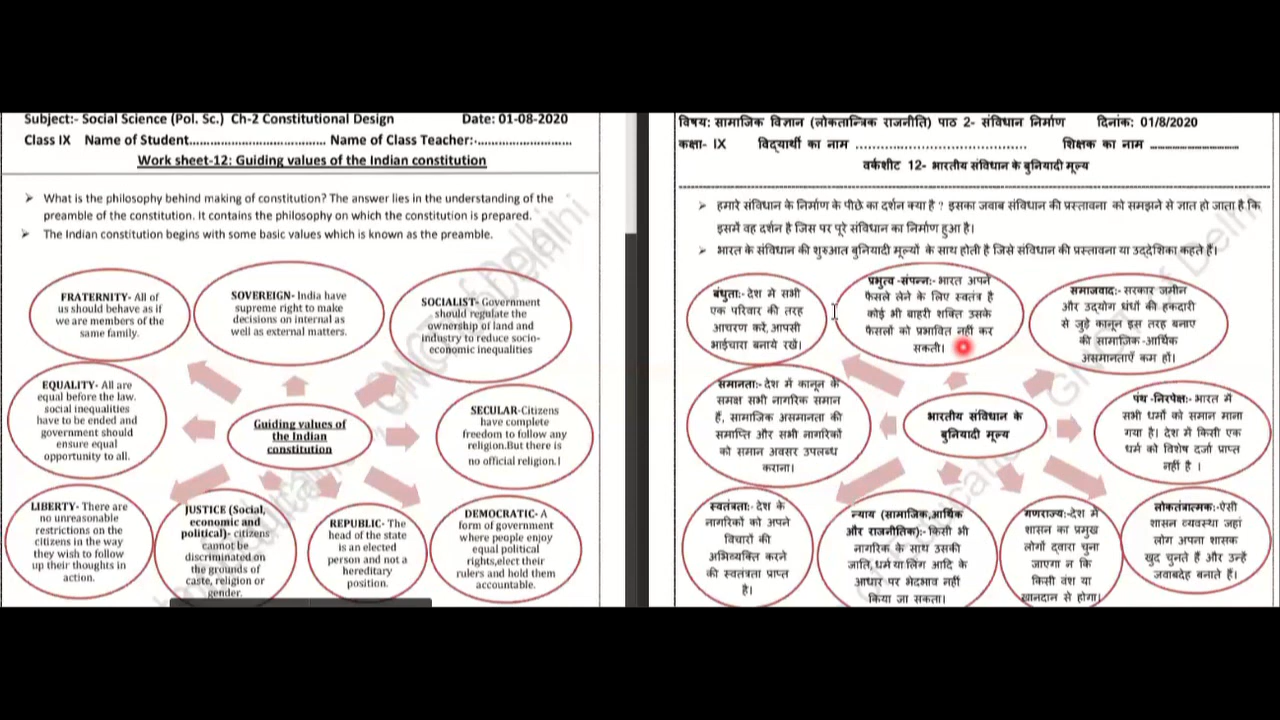 Subject:- Social Science (Pol. Sc.) Ch-2 Constitutional Design Date: 01-08-2020
Class IX Name of Student................................ Name of Class Teacher:-........................
Work sheet-12: Guiding values of the Indian constitution
➢ What is the philosophy behind making of constitution? The answer lies in the understanding of the
preamble of the constitution. It contains the philosophy on which the constitution is prepared.
➢ The Indian constitution begins with some basic values which is known as the preamble.
FRATERNITY- All of
us should behave as if
we are members of the
same family.
SOVEREIGN- India have
supreme right to make
decisions on internal as
well as external matters.
SOCIALIST- Government
should regulate the
ownership of land and
industry to reduce socio-
economic inequalities
EQUALITY- All are
equal before the law.
social inequalities
have to be ended and
government should
ensure equal
opportunity to all.
Guiding values of
the Indian
constitution
SECULAR-Citizens
have complete
freedom to follow any
religion.But there is
no official religion.l
LIBERTY- There are
no unreasonable
restrictions on the
citizens in the way
they wish to follow
up their thoughts in
action.
JUSTICE (Social,
economic and
political)- citizens
cannot be
discriminated on
the grounds of
caste, religion or
gender.
REPUBLIC- The
head of the state
is an elected
person and not a
hereditary
position.
DEMOCRATIC- A
form of government
where people enjoy
equal political
rights,elect their
rulers and hold them
accountable.
विषय: सामाजिक विज्ञान (लोकतान्त्रिक राजनीति) पाठ 2- संविधान निर्माण दिनांक: 01/8/2020
कक्षा- IX विद्यार्थी का नाम ........................................ शिक्षक का नाम ........................
वर्कशीट 12- भारतीय संविधान के बुनियादी मूल्य
➢ हमारे संविधान के निर्माण के पीछे का दर्शन क्या है ? इसका जवाब संविधान की प्रस्तावना को समझने से ज्ञात हो जाता है कि
इसमें वह दर्शन है जिस पर पूरे संविधान का निर्माण हुआ है।
➢ भारत के संविधान की शुरुआत बुनियादी मूल्यों के साथ होती है जिसे संविधान की प्रस्तावना या उद्देशिका कहते हैं।
बंधुता:- देश में सभी
एक परिवार की तरह
आचरण करे, आपसी
भाईचारा बनाये रखें।
प्रभुत्व -संपन्न:- भारत अपने
फैसले लेने के लिए स्वतंत्र है
कोई भी बाहरी शक्ति उसके
फैसलों को प्रभावित नहीं कर
सकती।
समाजवाद:- सरकार जमीन
और उद्योग धंधों की हकदारी
से जुड़े कानून इस तरह बनाए
की सामाजिक -आर्थिक
असमानताएँ कम हों।
समानता:- देश में कानून के
समक्ष सभी नागरिक समान
हैं, सामाजिक असमानता की
समाप्ति और सभी नागरिकों
को समान अवसर उपलब्ध
कराना।
भारतीय संविधान के
बुनियादी मूल्य
पंथ -निरपेक्ष:- भारत में
सभी धर्मों को समान माना
गया है। देश में किसी एक
धर्म को विशेष दर्जा प्राप्त
नहीं है ।
स्वतंत्रता:- देश के
नागरिकों को अपने
विचारों की
अभिव्यक्ति करने
की स्वतंत्रता प्राप्त
है।
न्याय (सामाजिक,आर्थिक
और राजनीतिक):- किसी भी
नागरिक के साथ उसकी
जाति,धर्म या लिंग आदि के
आधार पर भेदभाव नहीं
किया जा सकता।
गणराज्य:-देश में
शासन का प्रमुख
लोगों द्वारा चुना
जाएगा न कि
किसी वंश या
खानदान से होगा।
लोकतंत्रात्मक:-ऐसी
शासन व्यवस्था जहां
लोग अपना शासक
खुद चुनते हैं और उन्हें
जवाबदेह बनाते हैं।